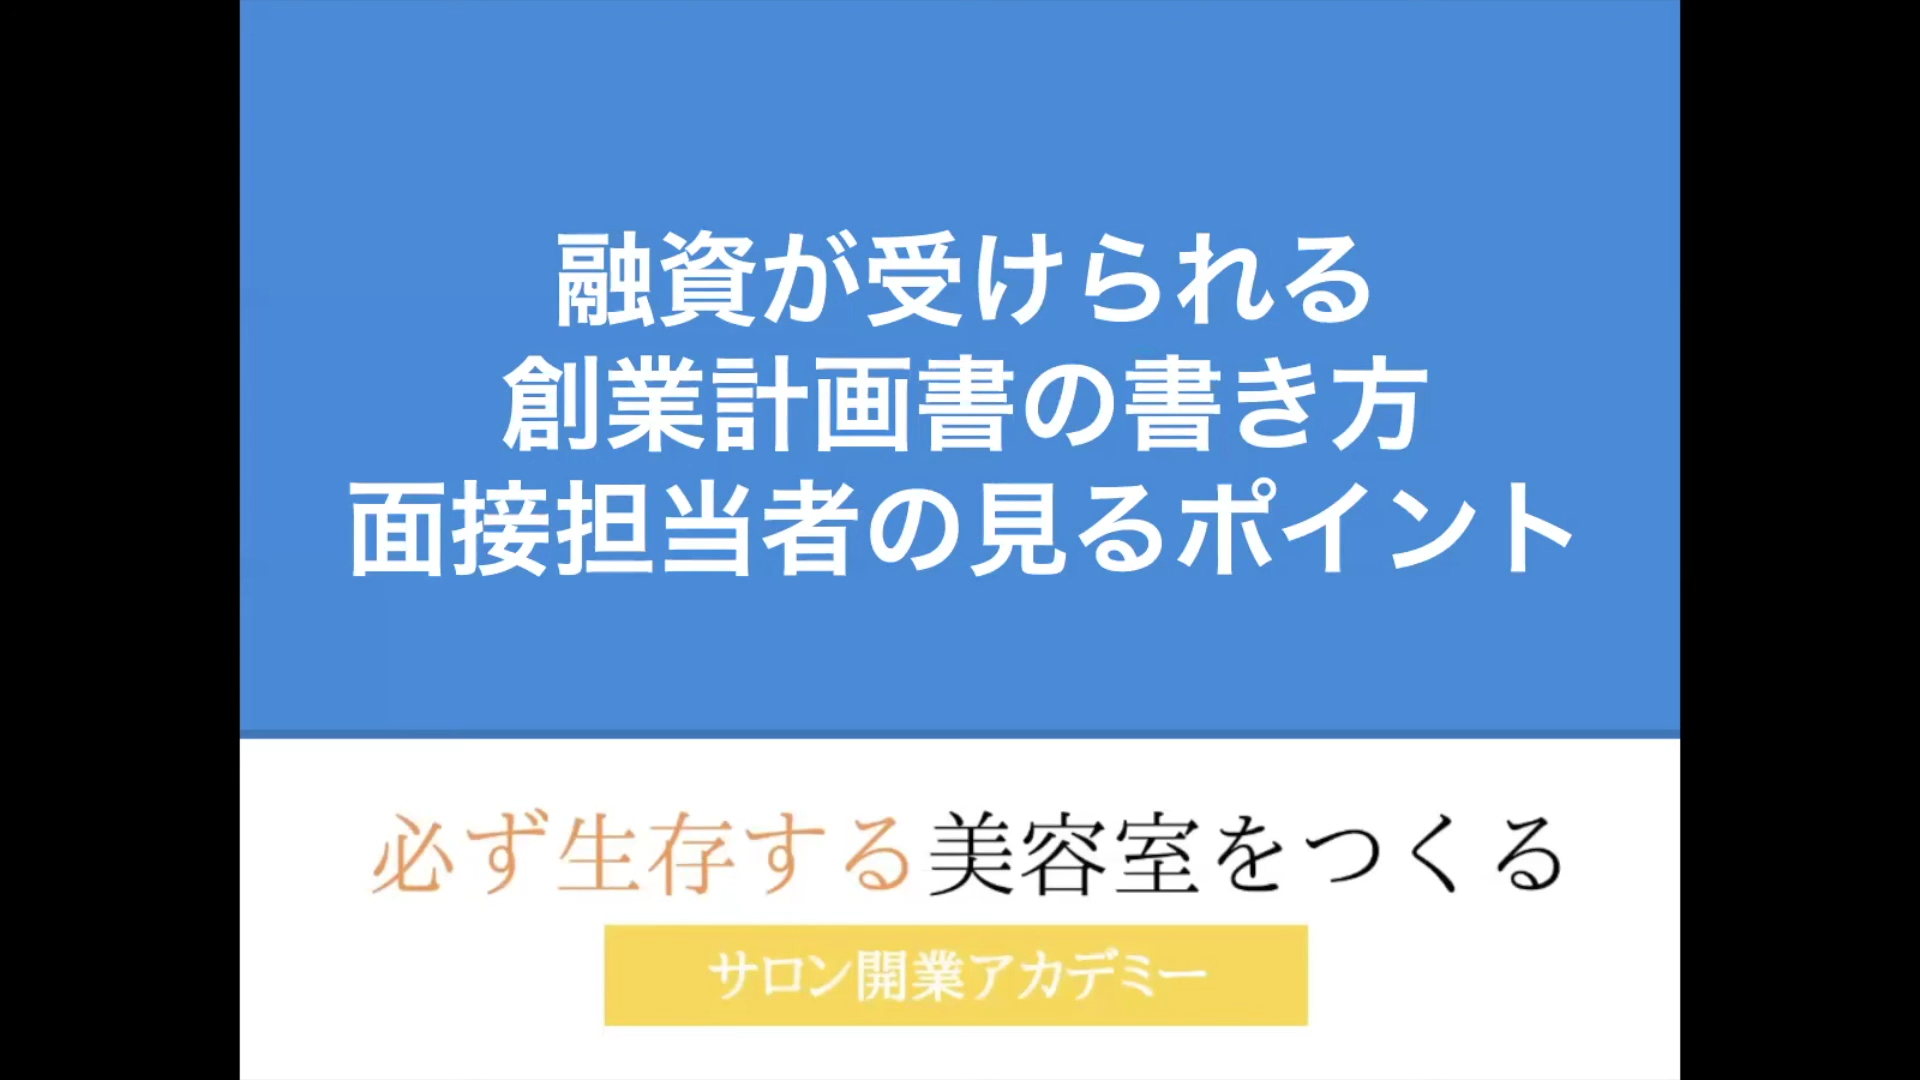 融資が受けられる
創業計画書の書き方
面接担当者の見るポイント
必ず生存する美容室をつくる
サロン開業アカデミー